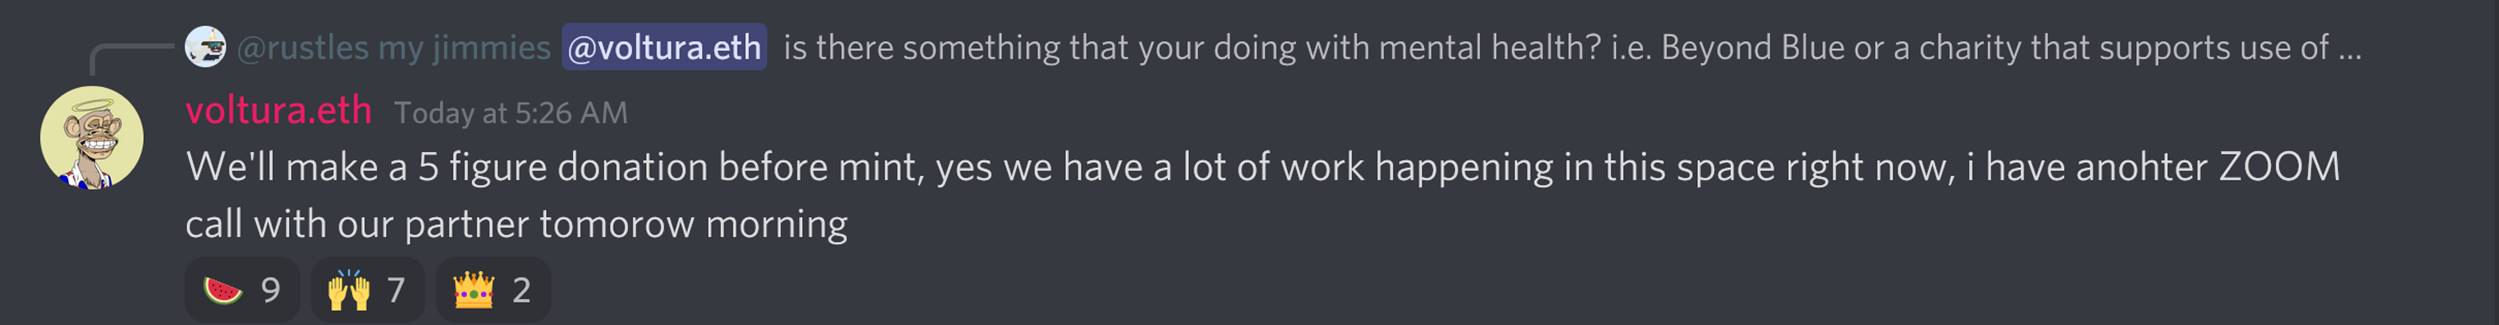 @rustles my jimmies @voltura.eth is there something that your doing with mental health? i.e. Beyond Blue or a charity that supports use of ...
voltura.eth Today at 5:26 AM
We'll make a 5 figure donation before mint, yes we have a lot of work happening in this space right now, i have anohter ZOOM
call with our partner tomorow morning
9 7 2